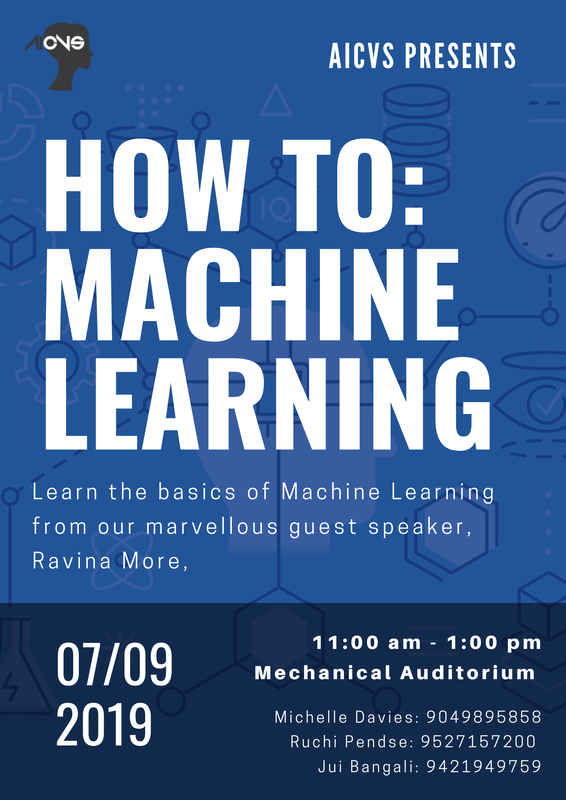 AICVS
AICVS PRESENTS
IQ
HOW TO:
MACHINE
LEARNING
Learn the basics of Machine Learning
from our marvellous guest speaker,
Ravina More,
07/09
2019
11:00 am - 1:00 pm
Mechanical Auditorium
Michelle Davies: 9049895858
Ruchi Pendse: 9527157200
Jui Bangali: 9421949759